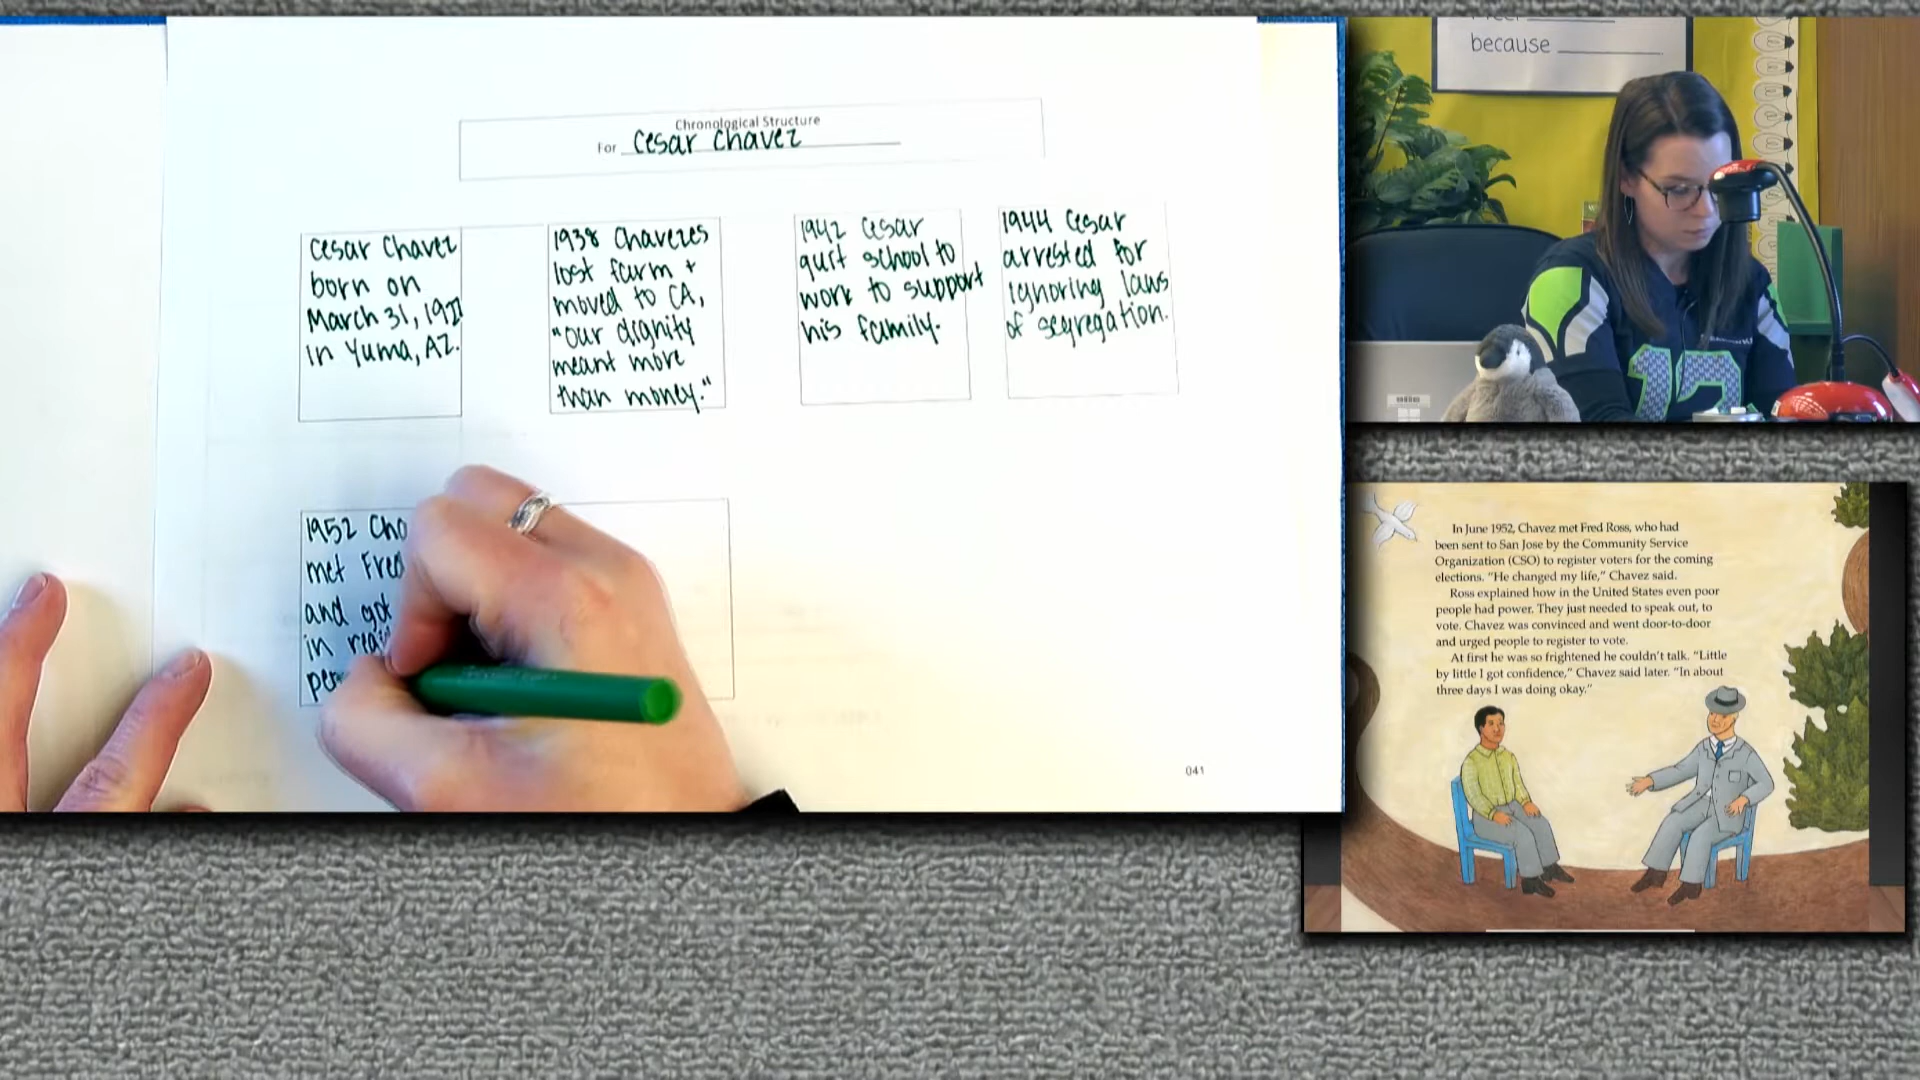 Chronological Structure
For Cesar Chavez
Cesar Chavez
born on
March 31, 1927
in Yuma, AZ.
1938 Chavezes
lost farm +
moved to CA,
"Our dignity
meant more
than money."
1942 Cesar
quit school to
work to support
his family.
1944 Cesar
arrested for
ignoring laws
of segregation.
1952 Cha
met Fred
and got
in regi
pe
041
because
12
In June 1952, Chavez met Fred Ross, who had
been sent to San Jose by the Community Service
Organization (CSO) to register voters for the coming
elections. "He changed my life," Chavez said.
Ross explained how in the United States even poor
people had power. They just needed to speak out, to
vote. Chavez was convinced and went door-to-door
and urged people to register to vote.
At first he was so frightened he couldn't talk. "Little
by little I got confidence," Chavez said later. "In about
three days I was doing okay."